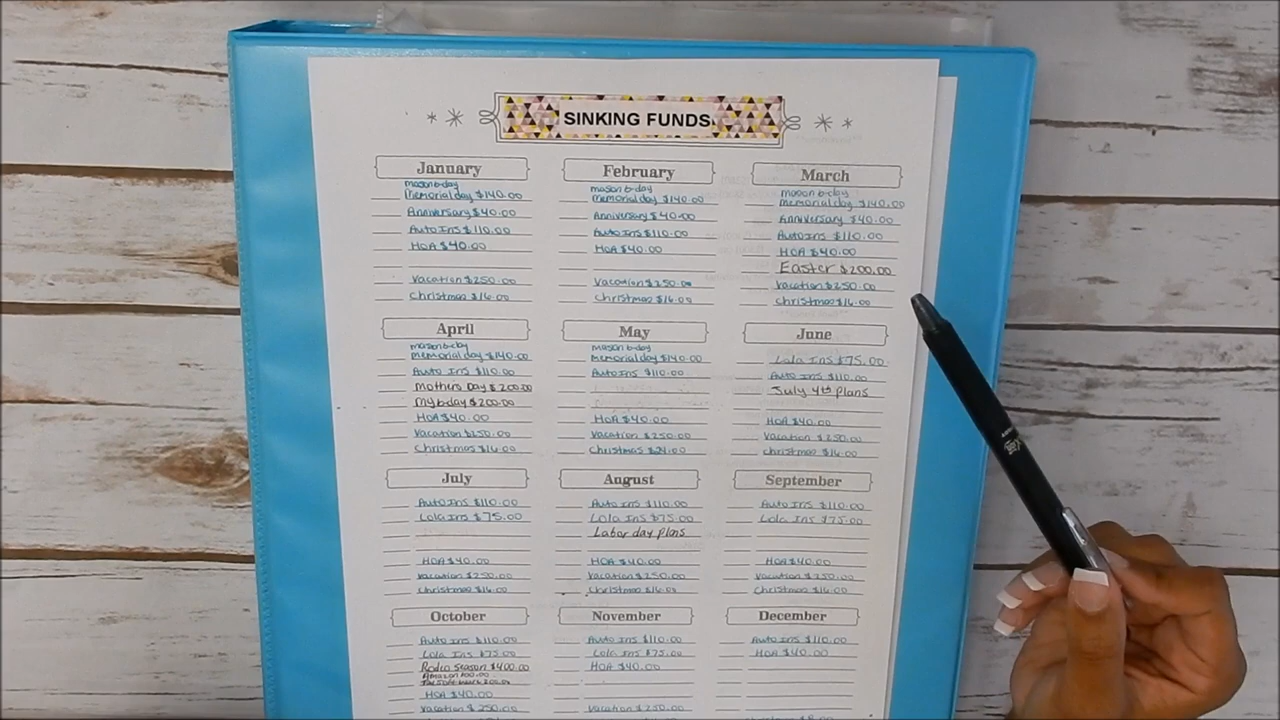 SINKING FUNDS
January
mason b-day
memorial day $140.00
Anniversary $40.00
Auto Ins $110.00
HOA $40.00
Vacation $250.00
Christmas $16.00
February
mason b-day
memorial day $140.00
Anniversary $40.00
Auto Ins $110.00
HOA $40.00
Vacation $250.00
Christmas $16.00
March
mason b-day
memorial day $140.00
Anniversary $40.00
Auto Ins $110.00
HOA $40.00
Easter $200.00
Vacation $250.00
Christmas $16.00
April
mason b-day
memorial day $140.00
Auto Ins $110.00
Mothers Day $200.00
My b-day $200.00
HOA $40.00
Vacation $250.00
Christmas $16.00
May
mason b-day
memorial day $140.00
Auto Ins $110.00
HOA $40.00
Vacation $250.00
Christmas
June
Lola Ins $75.00
Auto Ins $110.00
July 4th plans
HOA $40.00
Vacation $250.00
Christmas $16.00
July
Auto Ins $110.00
Lola Ins $75.00
HOA $40.00
Vacation $250.00
Christmas $16.00
August
Auto Ins $110.00
Lola Ins $75.00
Labor day plans
HOA $40.00
Vacation $250.00
Christmas $16.00
September
Auto Ins $110.00
Lola Ins $75.00
HOA $40.00
Vacation $250.00
Christmas $16.00
October
Auto Ins $110.00
Lola Ins $75.00
Rodeo Season $400.00
Amazon
HOA $40.00
Vacation $250.00
November
Auto Ins $110.00
Lola Ins $75.00
HOA $40.00
Vacation $250.00
December
Auto Ins $110.00
HOA $40.00